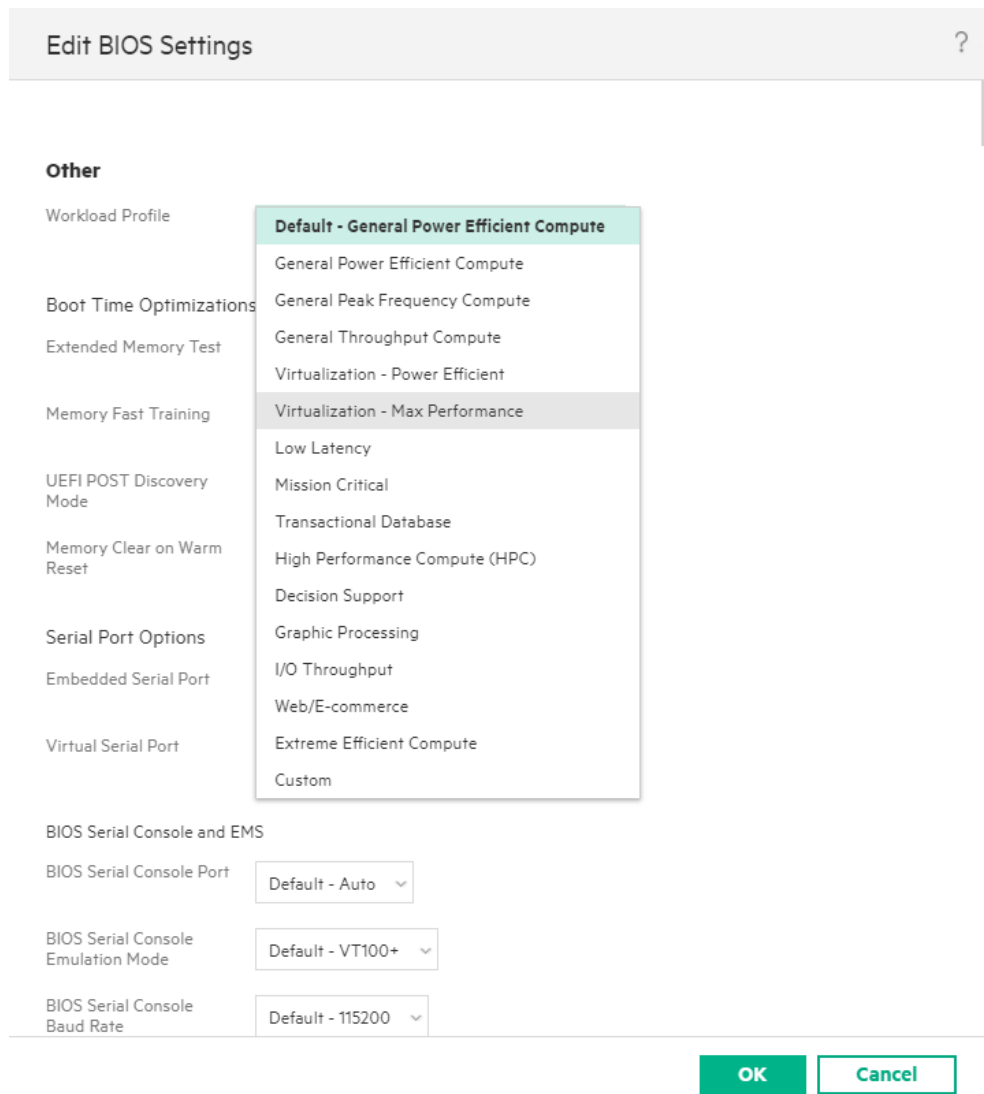 Edit BIOS Settings
?
Other
Workload Profile
Default - General Power Efficient Compute
General Power Efficient Compute
General Peak Frequency Compute
General Throughput Compute
Virtualization - Power Efficient
Virtualization - Max Performance
Low Latency
Mission Critical
Transactional Database
High Performance Compute (HPC)
Decision Support
Graphic Processing
I/O Throughput
Web/E-commerce
Extreme Efficient Compute
Custom
Boot Time Optimizations
Extended Memory Test
Memory Fast Training
UEFI POST Discovery
Mode
Memory Clear on Warm
Reset
Serial Port Options
Embedded Serial Port
Virtual Serial Port
BIOS Serial Console and EMS
BIOS Serial Console Port
Default - Auto
BIOS Serial Console
Emulation Mode
Default - VT100+
BIOS Serial Console
Baud Rate
Default - 115200
OK
Cancel